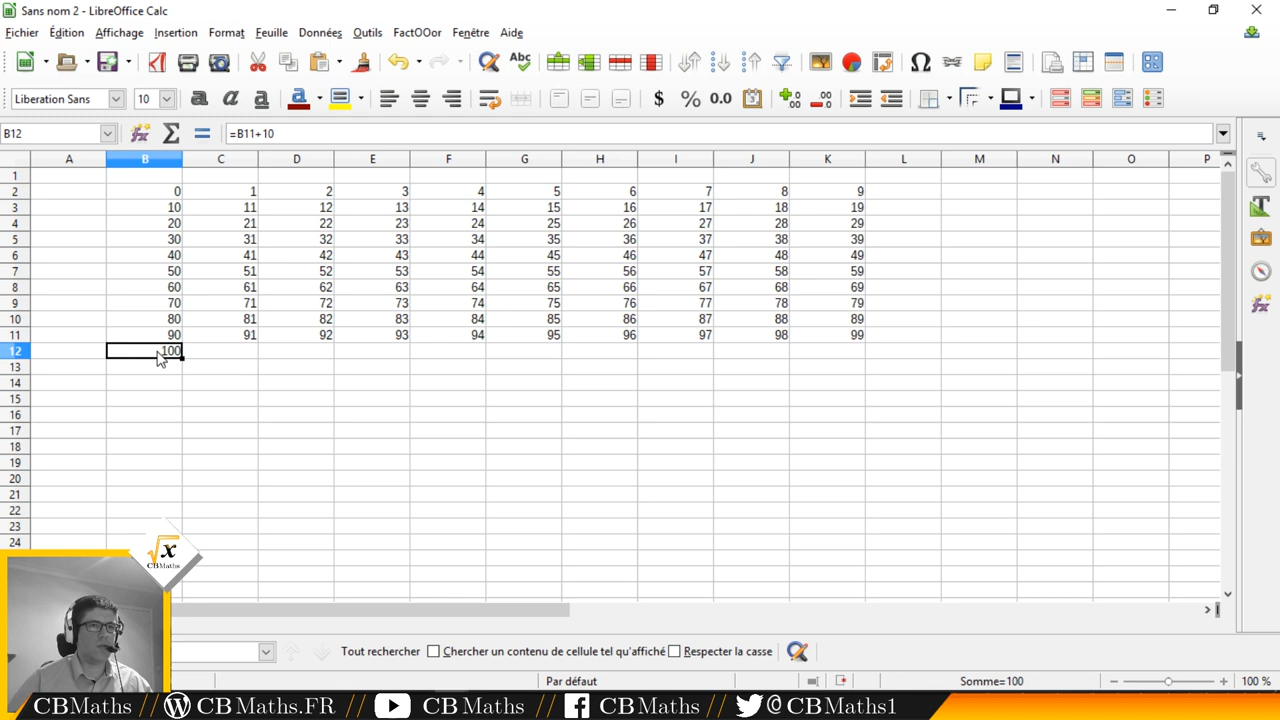 Sans nom 2 - LibreOffice Calc
Fichier Édition Affichage Insertion Format Feuille Données Outils FactOOor Fenêtre Aide
Abc
Liberation Sans 10 a a a a $ % 0.0
B12 fx Σ = =B11+10
A B C D E F G H I J K L M N O P
1
2 0 1 2 3 4 5 6 7 8 9
3 10 11 12 13 14 15 16 17 18 19
4 20 21 22 23 24 25 26 27 28 29
5 30 31 32 33 34 35 36 37 38 39
6 40 41 42 43 44 45 46 47 48 49
7 50 51 52 53 54 55 56 57 58 59
8 60 61 62 63 64 65 66 67 68 69
9 70 71 72 73 74 75 76 77 78 79
10 80 81 82 83 84 85 86 87 88 89
11 90 91 92 93 94 95 96 97 98 99
12 100
13
14
15
16
17
18
19
20
21
22
23
24
√x
CBMaths
Tout rechercher Chercher un contenu de cellule tel qu'affiché Respecter la casse
Par défaut Somme=100 100 %
CBMaths // CBMaths.FR // CBMaths // CBMaths // @CBMaths1